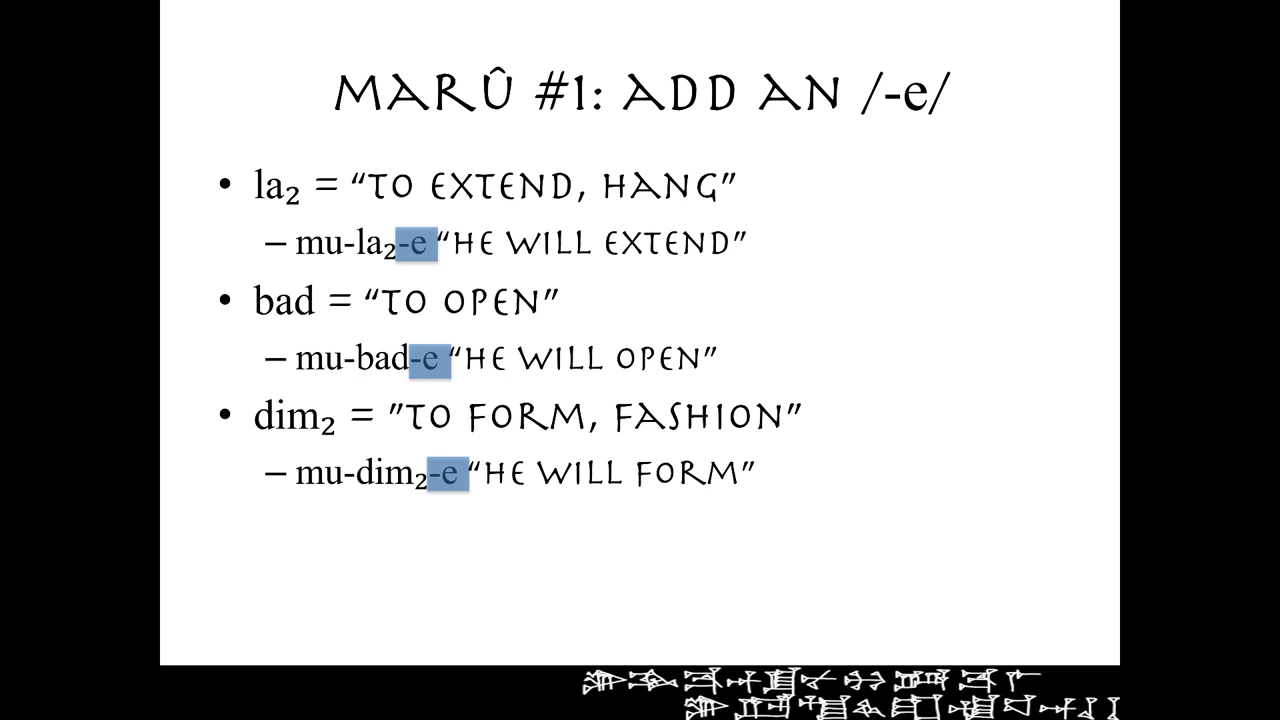 Marû #1: Add an /-e/
• la₂ = “to extend, hang”
– mu-la₂-e “he will extend”
• bad = “to open”
– mu-bad-e “he will open”
• dim₂ = ”to form, fashion”
– mu-dim₂-e “he will form”